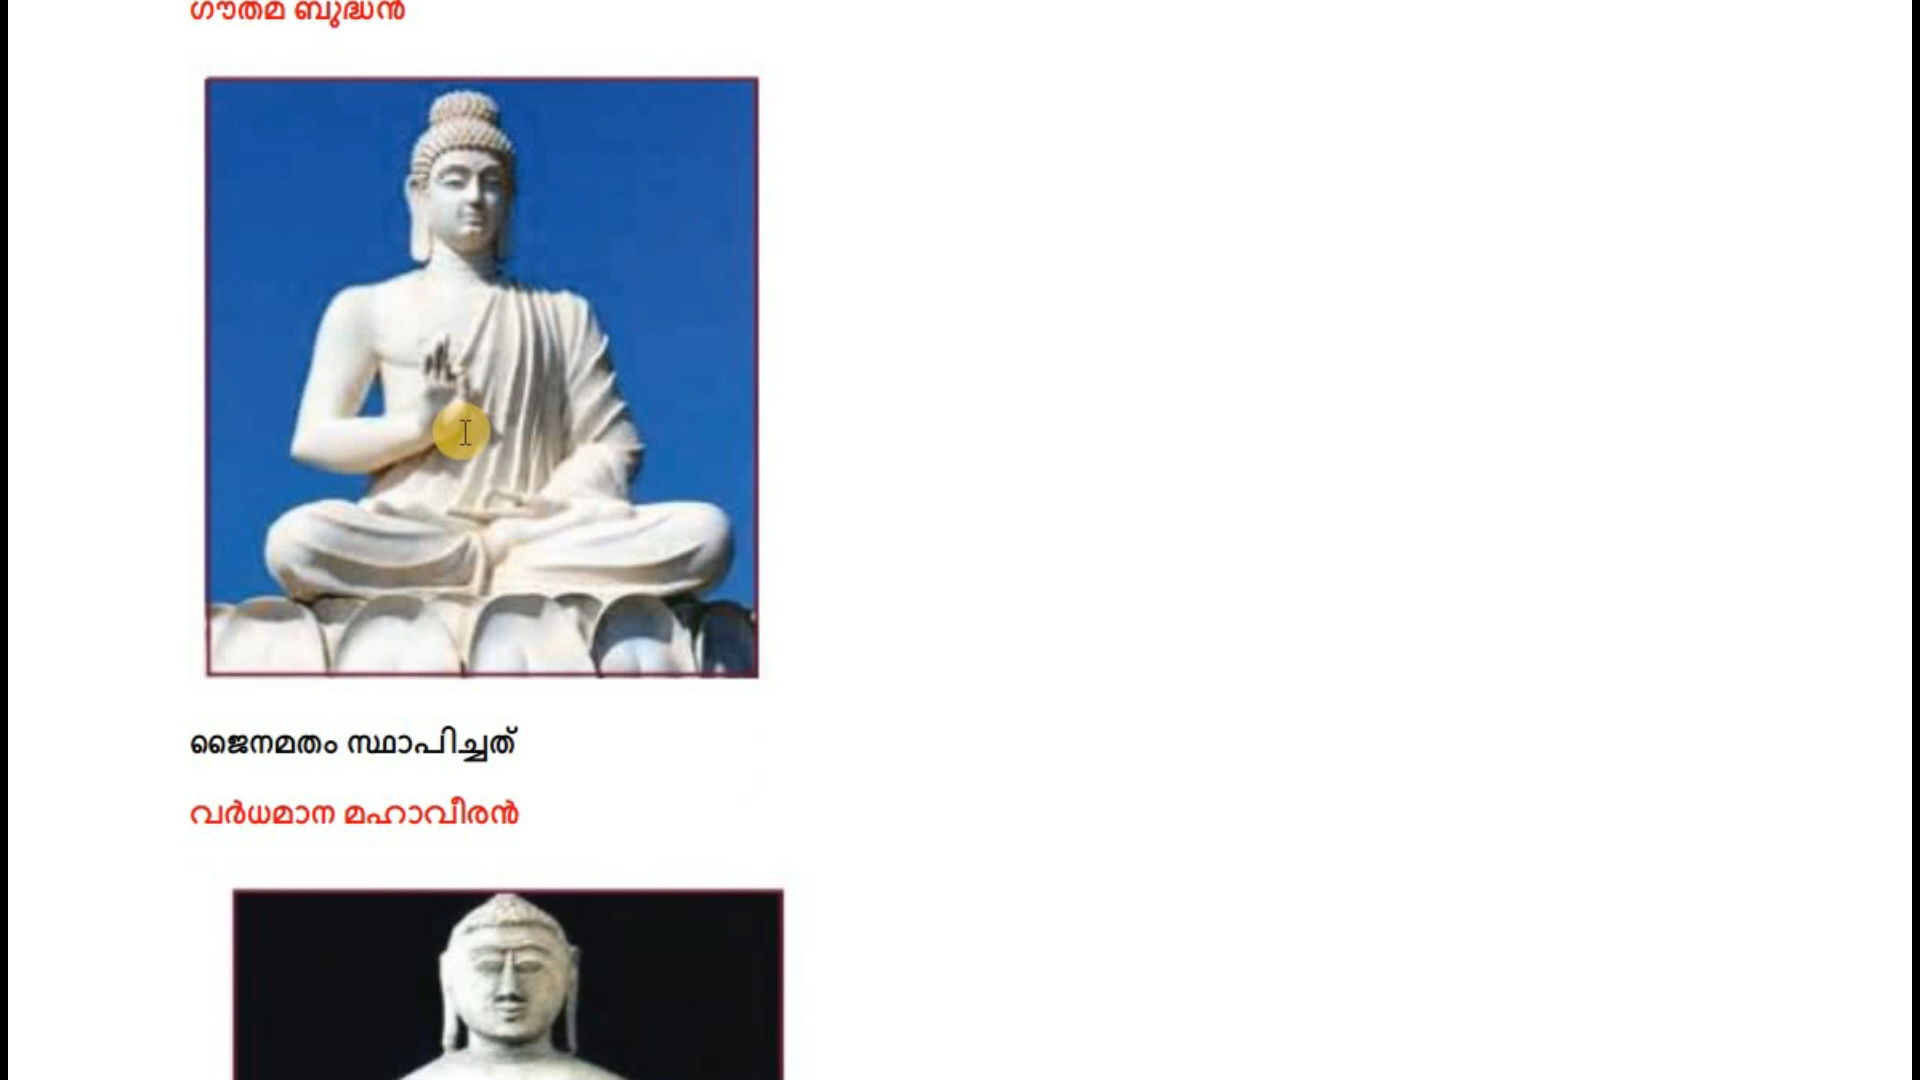 ഗൗതമ ബുദ്ധൻ
ജൈനമതം സ്ഥാപിച്ചത്
വർധമാന മഹാവീരൻ